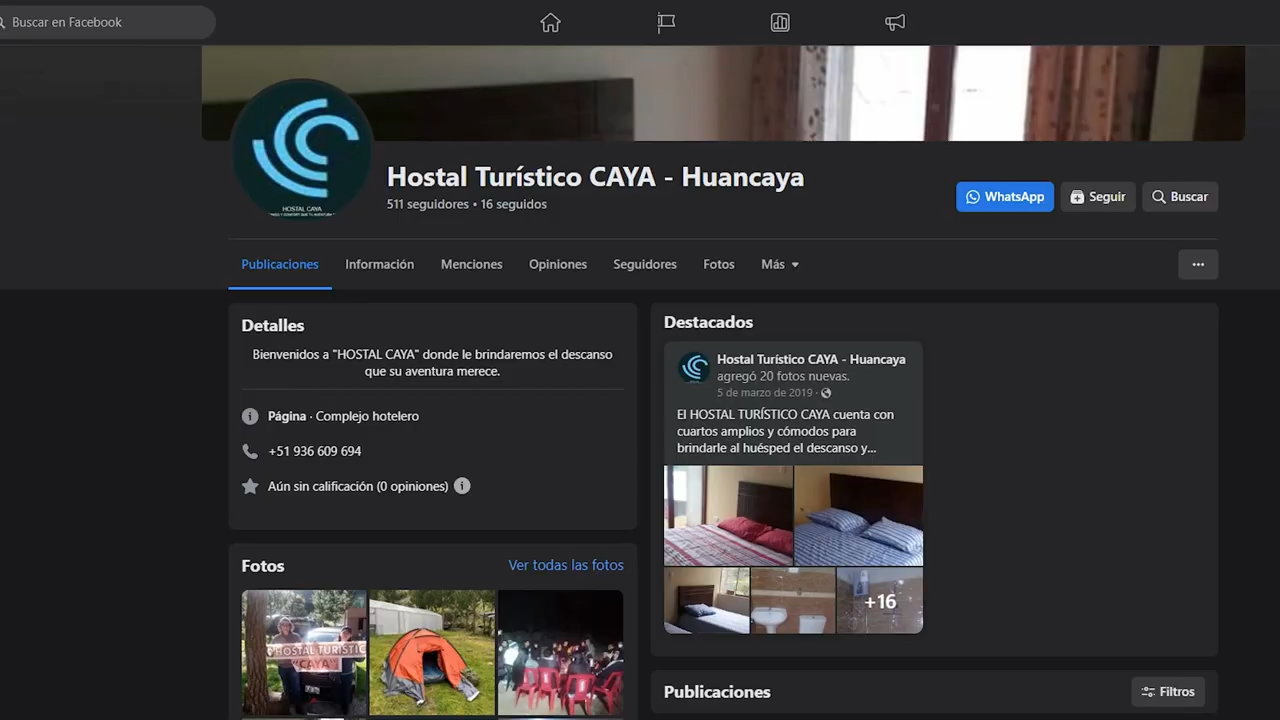 Buscar en Facebook
HOSTAL CAYA
Hostal Turístico CAYA - Huancaya
511 seguidores • 16 seguidos
WhatsApp
Seguir
Buscar
Publicaciones
Información
Menciones
Opiniones
Seguidores
Fotos
Más
Detalles
Bienvenidos a "HOSTAL CAYA" donde le brindaremos el descanso
que su aventura merece.
Página · Complejo hotelero
+51 936 609 694
Aún sin calificación (0 opiniones)
Fotos
Ver todas las fotos
HOSTAL TURÍSTIC
"CAYA"
Destacados
Hostal Turístico CAYA - Huancaya
agregó 20 fotos nuevas.
5 de marzo de 2019 ·
El HOSTAL TURÍSTICO CAYA cuenta con
cuartos amplios y cómodos para
brindarle al huésped el descanso y...
+16
Publicaciones
Filtros